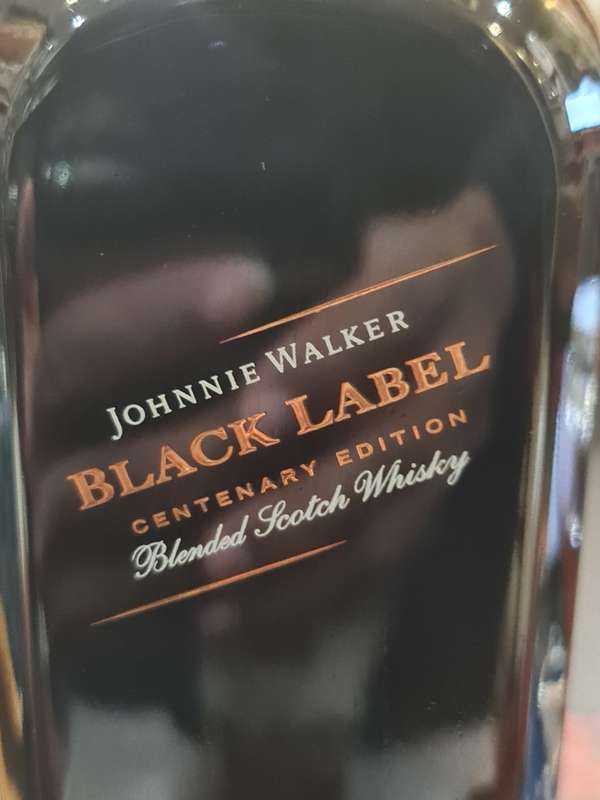 JOHNNIE WALKER
BLACK LABEL
CENTENARY EDITION
Blended Scotch Whisky